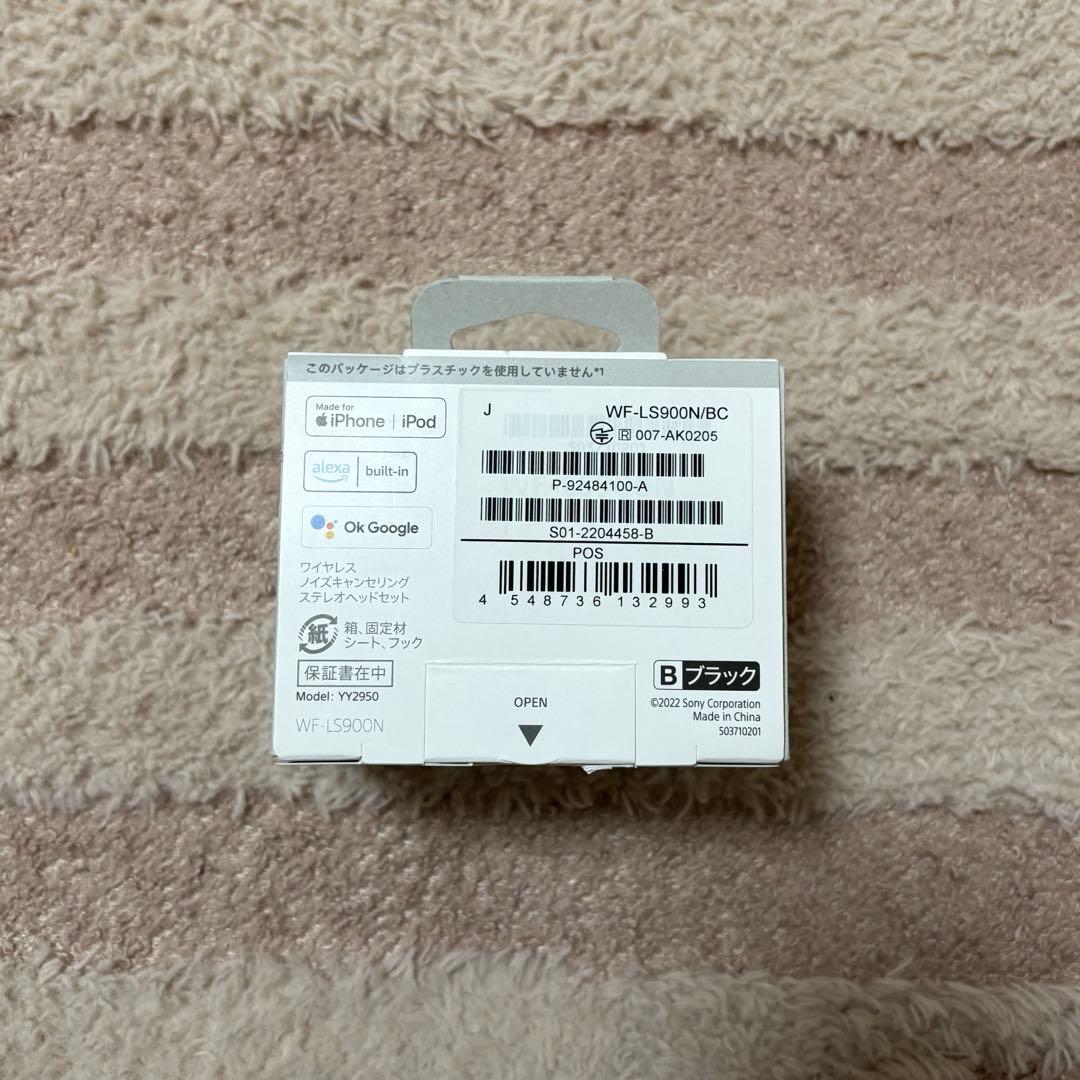 このパッケージはプラスチックを使用していません*1
Made for
iPhone | iPod
alexa | built-in
Ok Google
ワイヤレス
ノイズキャンセリング
ステレオヘッドセット
紙 箱、固定材
シート、フック
保証書在中
Model: YY2950
WF-LS900N
J WF-LS900N/BC
R 007-AK0205
P-92484100-A
S01-2204458-B
POS
4 548736 132993
OPEN
B ブラック
©2022 Sony Corporation
Made in China
503710201